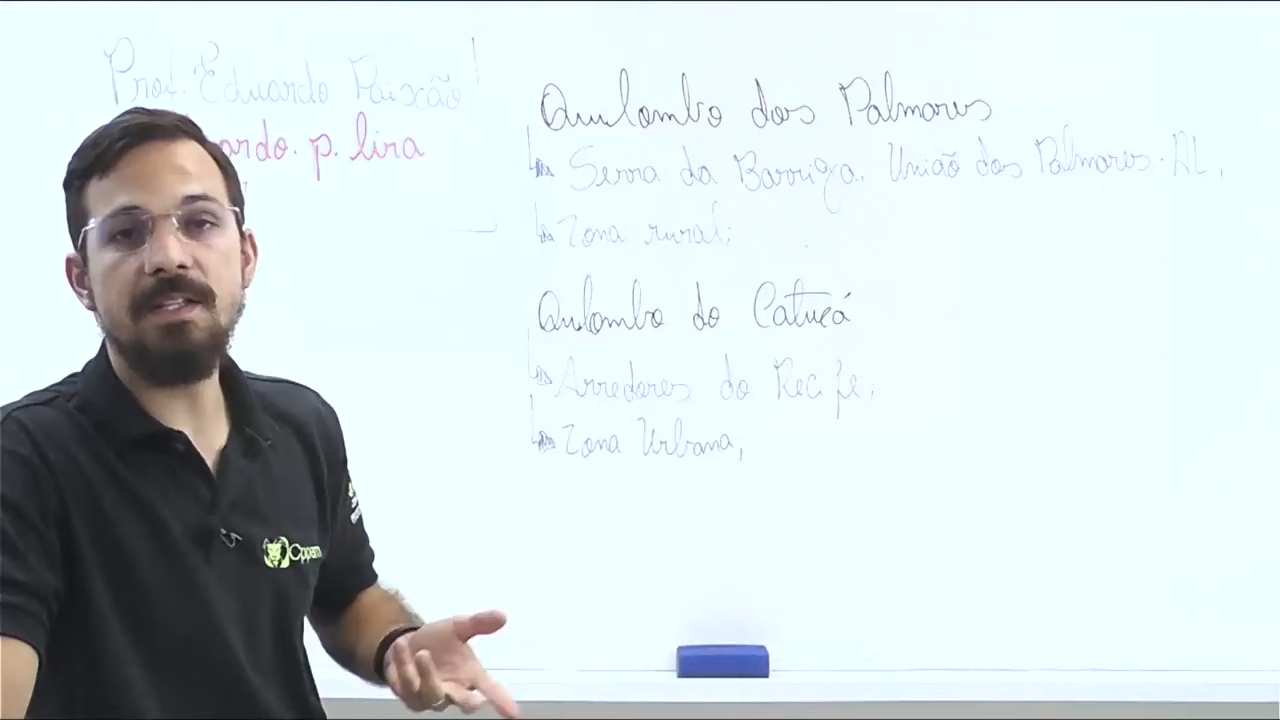 Prof. Eduardo Paixão
ardo.p.lira
Quilombo dos Palmares
Serra da Barriga. União dos Palmares-AL.
Zona rural;
Quilombo do Catucá
Arredores do Recife;
Zona Urbana;
Cppem